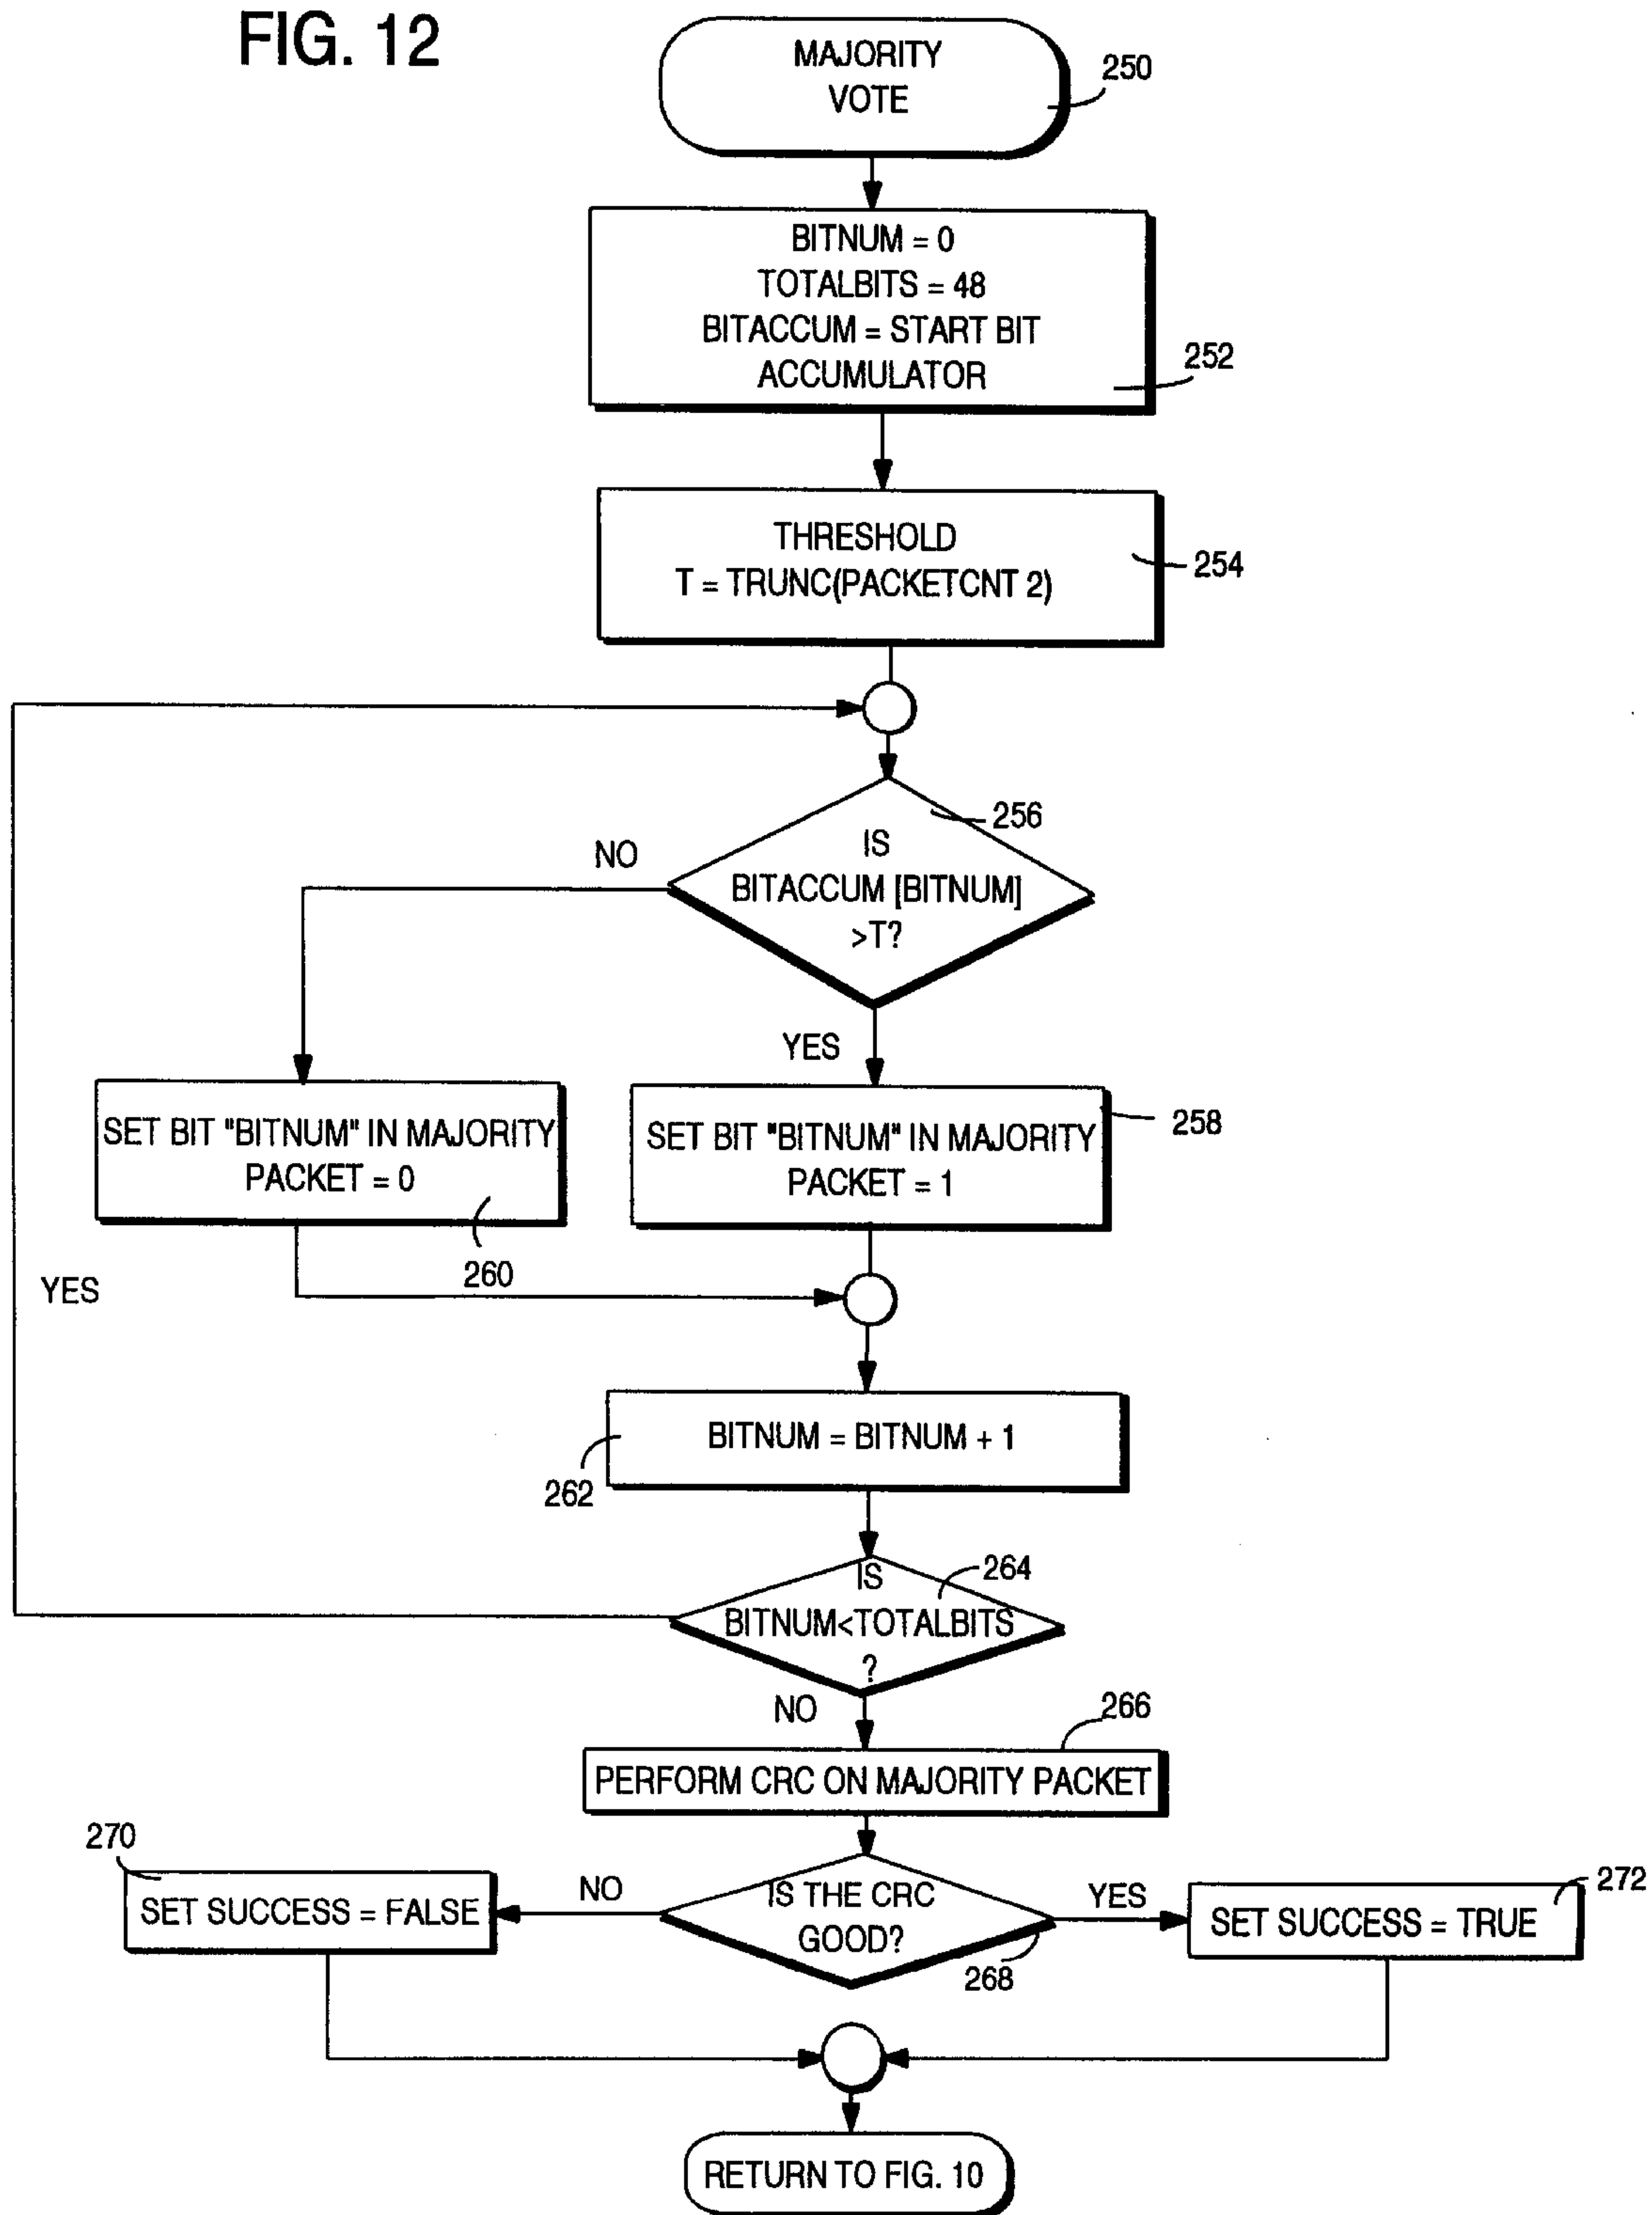 FIG. 12
MAJORITY
VOTE
250
BITNUM = 0
TOTALBITS = 48
BITACCUM = START BIT
ACCUMULATOR
252
THRESHOLD
T = TRUNC(PACKETCNT 2)
254
256
IS
BITACCUM [BITNUM]
>T?
NO
YES
SET BIT "BITNUM" IN MAJORITY
PACKET = 0
260
SET BIT "BITNUM" IN MAJORITY
PACKET = 1
258
YES
BITNUM = BITNUM + 1
262
IS
BITNUM<TOTALBITS
?
264
NO
266
PERFORM CRC ON MAJORITY PACKET
270
SET SUCCESS = FALSE
NO
IS THE CRC
GOOD?
268
YES
SET SUCCESS = TRUE
272
RETURN TO FIG. 10